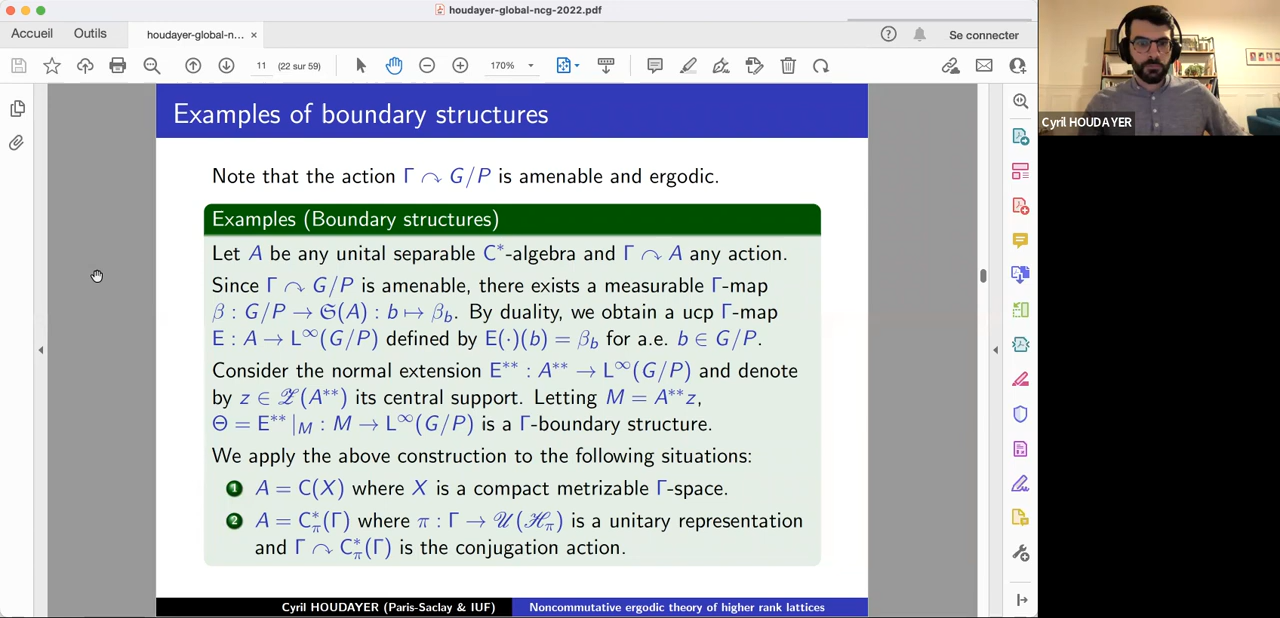 houdayer-global-ncg-2022.pdf
Accueil Outils houdayer-global-n... × Se connecter
11 (22 sur 59) 170%
Cyril HOUDAYER
Examples of boundary structures
Note that the action Γ ↷ G/P is amenable and ergodic.
Examples (Boundary structures)
Let A be any unital separable C*-algebra and Γ ↷ A any action.
Since Γ ↷ G/P is amenable, there exists a measurable Γ-map
β : G/P → 𝔖(A) : b ↦ β_b. By duality, we obtain a ucp Γ-map
E : A → L^∞(G/P) defined by E(·)(b) = β_b for a.e. b ∈ G/P.
Consider the normal extension E** : A** → L^∞(G/P) and denote
by z ∈ 𝒵(A**) its central support. Letting M = A**z,
Θ = E** |_M : M → L^∞(G/P) is a Γ-boundary structure.
We apply the above construction to the following situations:
1 A = C(X) where X is a compact metrizable Γ-space.
2 A = C*_π(Γ) where π : Γ → 𝒰(ℋ_π) is a unitary representation
and Γ ↷ C*_π(Γ) is the conjugation action.
Cyril HOUDAYER (Paris-Saclay & IUF) Noncommutative ergodic theory of higher rank lattices